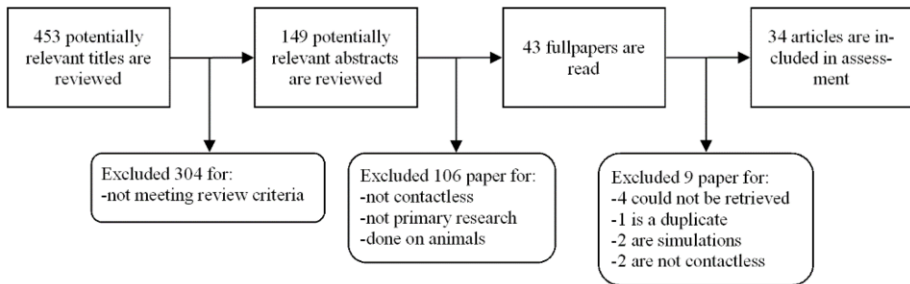 453 potentially
relevant titles are
reviewed
149 potentially
relevant abstracts
are reviewed
43 fullpapers are
read
34 articles are in-
cluded in assess-
ment
Excluded 304 for:
-not meeting review criteria
Excluded 106 paper for:
-not contactless
-not primary research
-done on animals
Excluded 9 paper for:
-4 could not be retrieved
-1 is a duplicate
-2 are simulations
-2 are not contactless